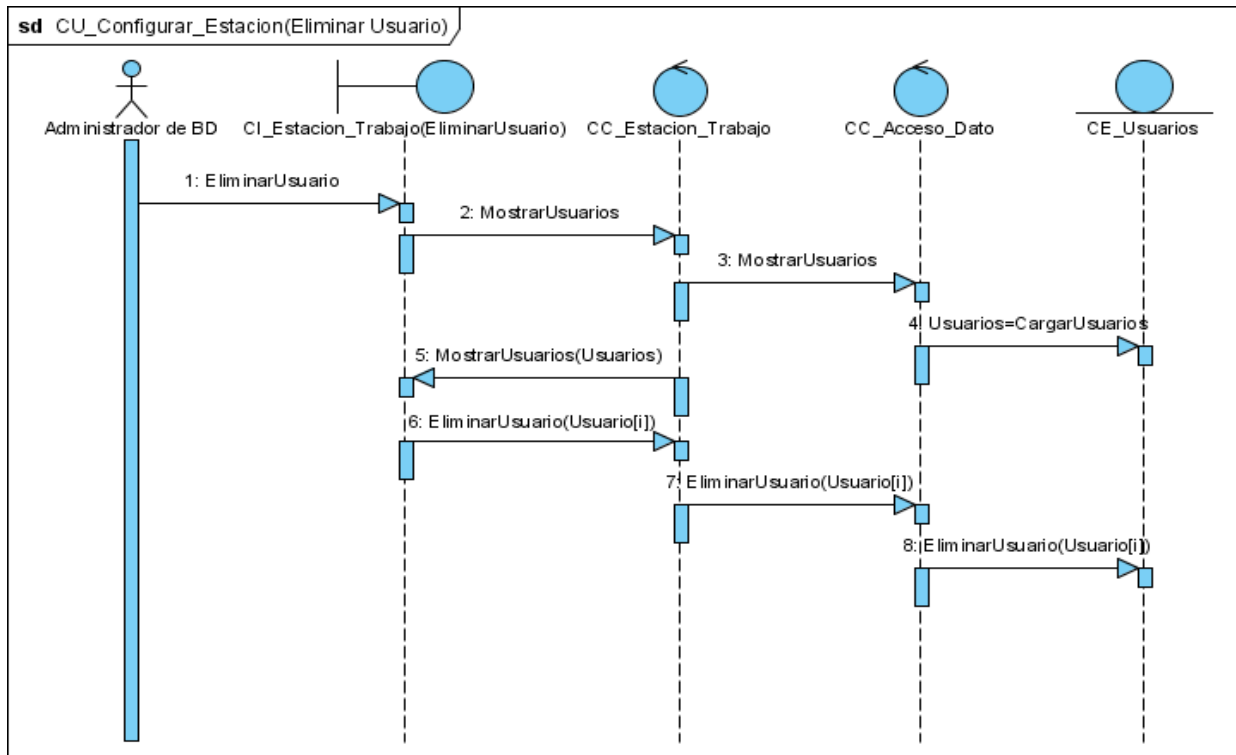 sd CU_Configurar_Estacion(Eliminar Usuario)
Administrador de BD
CI_Estacion_Trabajo(EliminarUsuario)
CC_Estacion_Trabajo
CC_Acceso_Dato
CE_Usuarios
1: EliminarUsuario
2: MostrarUsuarios
3: MostrarUsuarios
4: Usuarios=CargarUsuarios
5: MostrarUsuarios(Usuarios)
6: EliminarUsuario(Usuario[i])
7: EliminarUsuario(Usuario[i])
8: EliminarUsuario(Usuario[i])